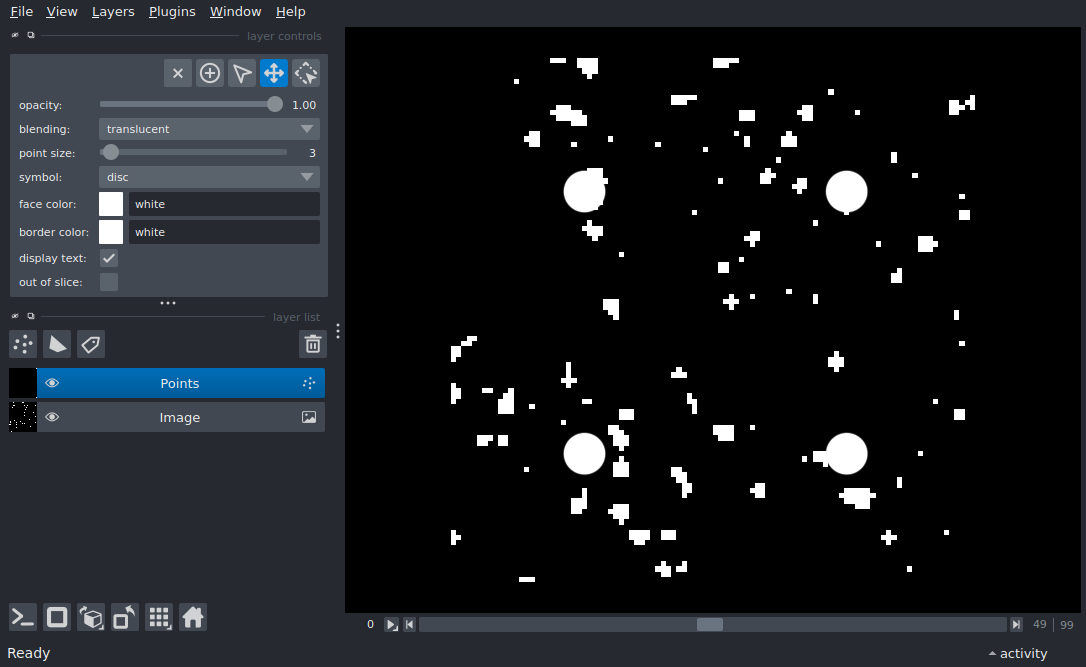 File View Layers Plugins Window Help
layer controls
opacity: 1.00
blending: translucent
point size: 3
symbol: disc
face color: white
border color: white
display text:
out of slice:
layer list
Points
Image
0 49 99
Ready activity